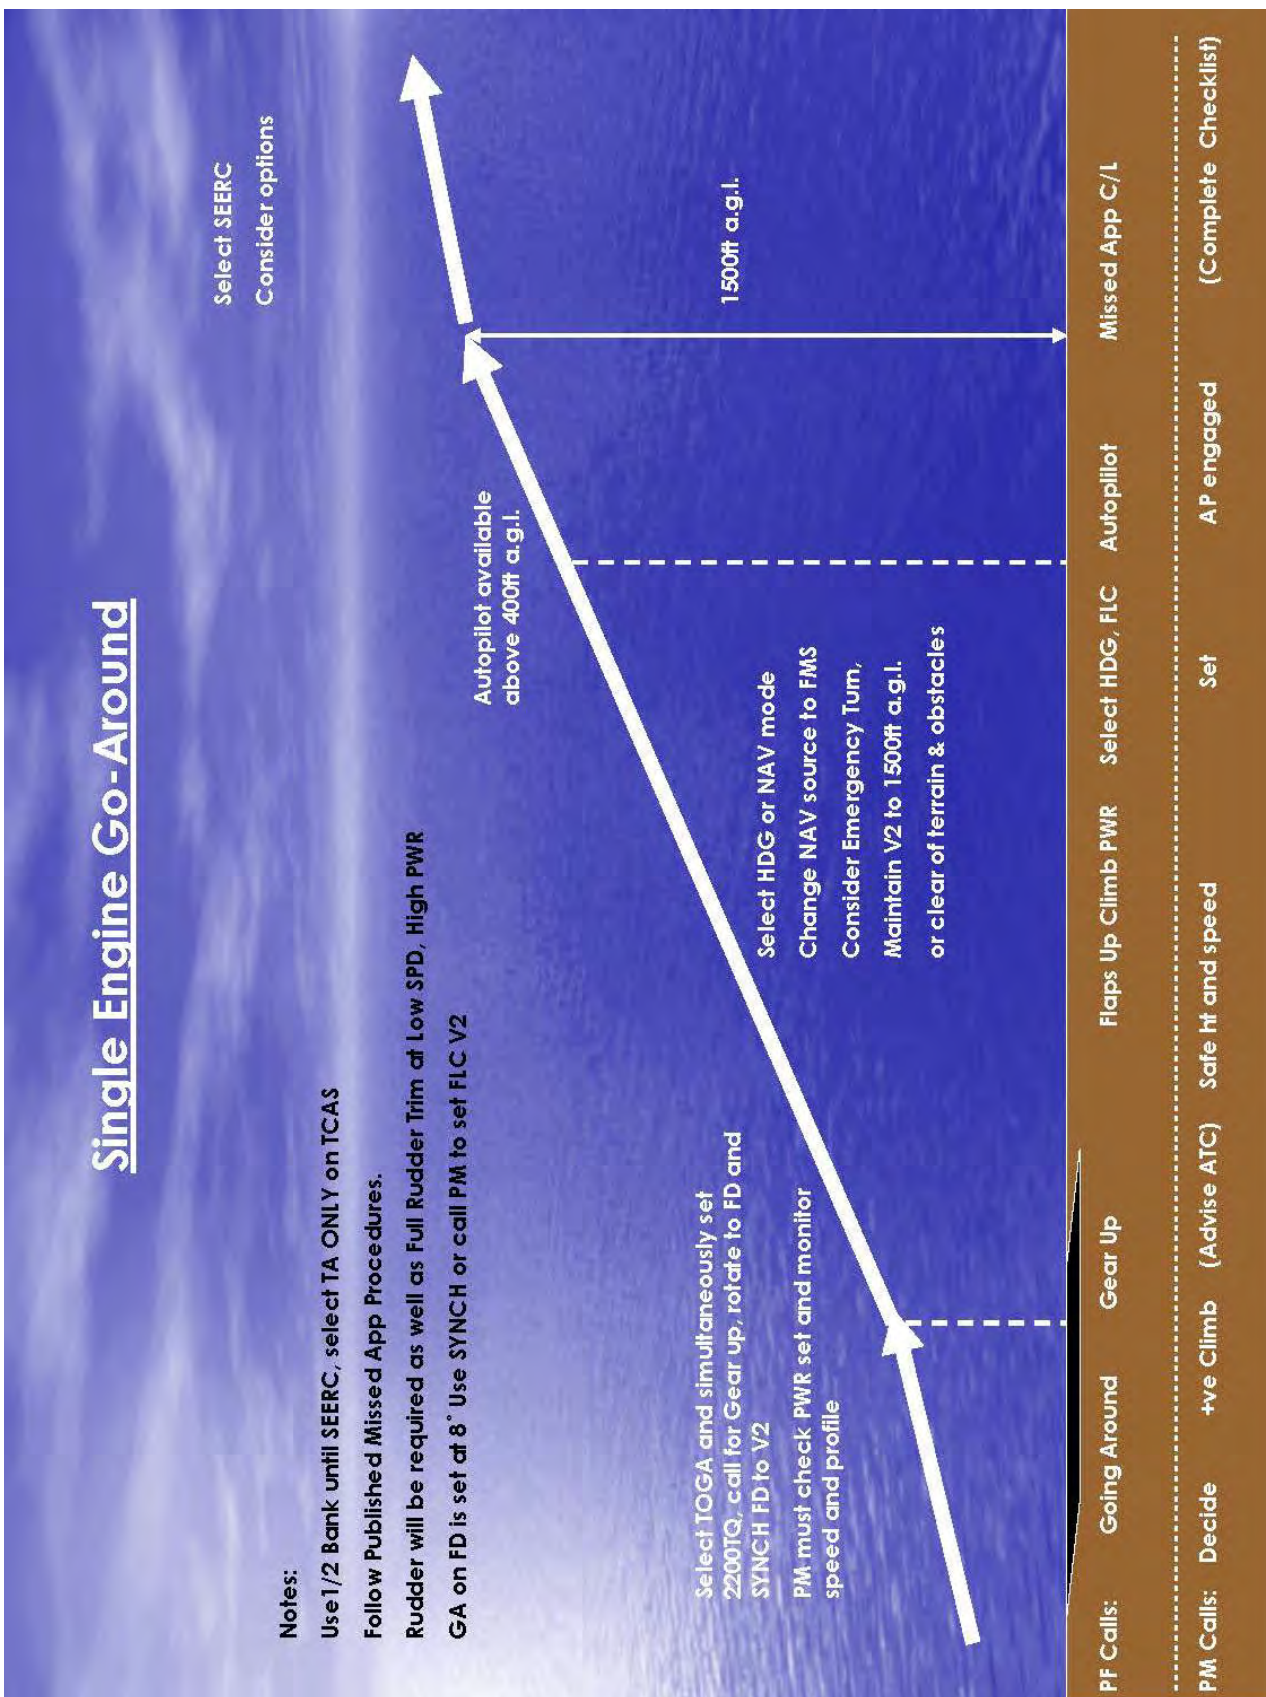 Single Engine Go-Around
Notes:
Use1/2 Bank until SEERC, select TA ONLY on TCAS
Follow Published Missed App Procedures.
Rudder will be required as well as Full Rudder Trim at Low SPD, High PWR
GA on FD is set at 8° Use SYNCH or call PM to set FLC V2
Select SEERC
Consider options
Autopilot available
above 400ft a.g.l.
Select TOGA and simultaneously set
2200TQ, call for Gear up, rotate to FD and
SYNCH FD to V2
PM must check PWR set and monitor
speed and profile
Select HDG or NAV mode
Change NAV source to FMS
Consider Emergency Turn,
Maintain V2 to 1500ft a.g.l.
or clear of terrain & obstacles
1500ft a.g.l.
PF Calls: Going Around Gear Up Flaps Up Climb PWR Select HDG, FLC Autoplilot Missed App C/L
PM Calls: Decide +ve Climb (Advise ATC) Safe ht and speed Set AP engaged (Complete Checklist)